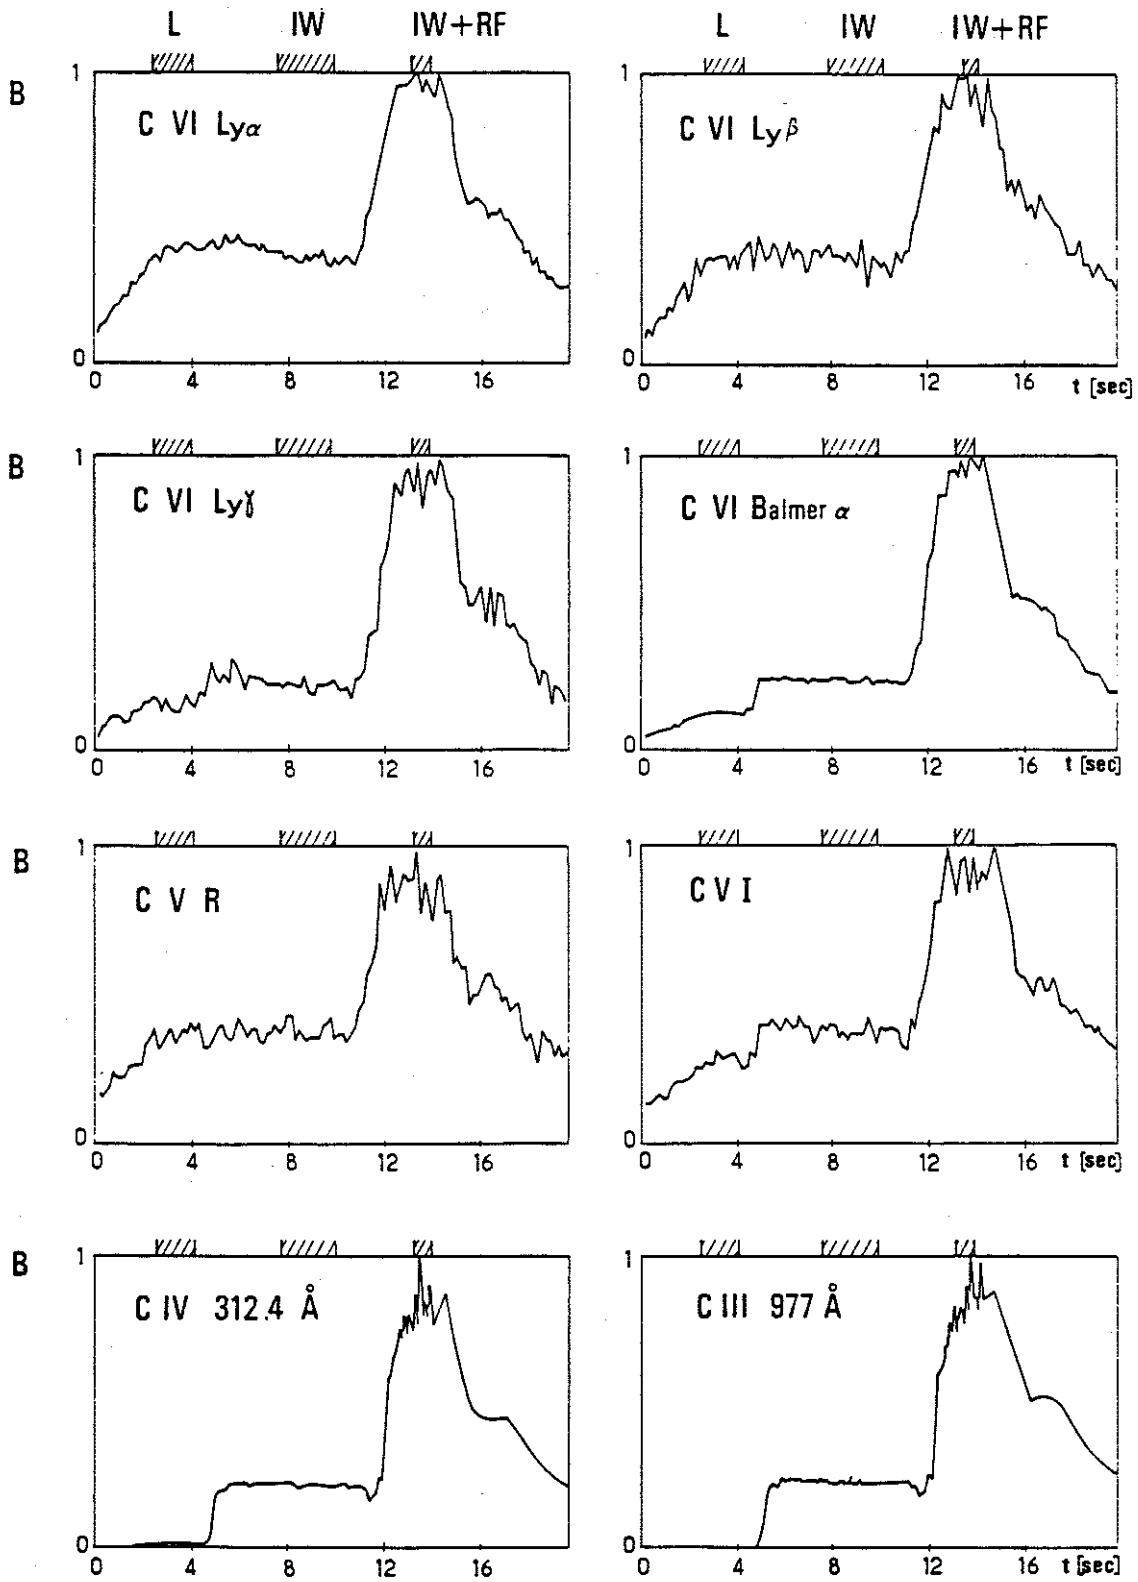 L IW IW+RF L IW IW+RF
B 1 1
C VI Lyα C VI Lyβ
0 0
0 4 8 12 16 0 4 8 12 16 t [sec]
B 1 1
C VI Lyγ C VI Balmer α
0 0
0 4 8 12 16 0 4 8 12 16 t [sec]
B 1 1
C V R C V I
0 0
0 4 8 12 16 0 4 8 12 16 t [sec]
B 1 1
C IV 312.4 Å C III 977 Å
0 0
0 4 8 12 16 0 4 8 12 16 t [sec]